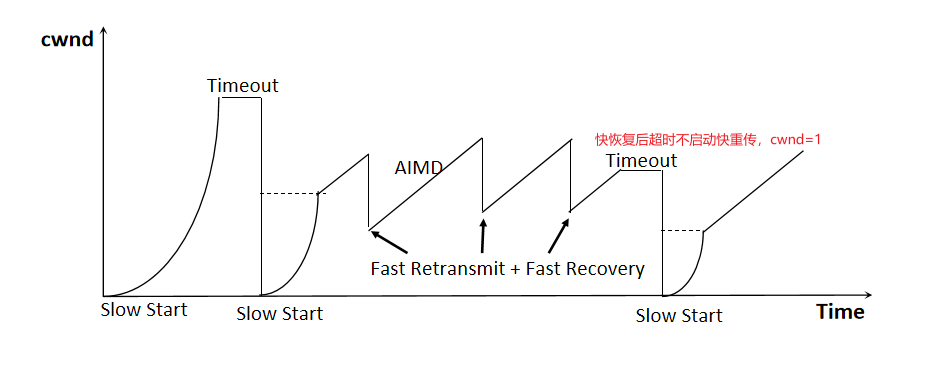 cwnd
Timeout
快恢复后超时不启动快重传，cwnd=1
Timeout
AIMD
Fast Retransmit + Fast Recovery
Slow Start
Slow Start
Slow Start
Time